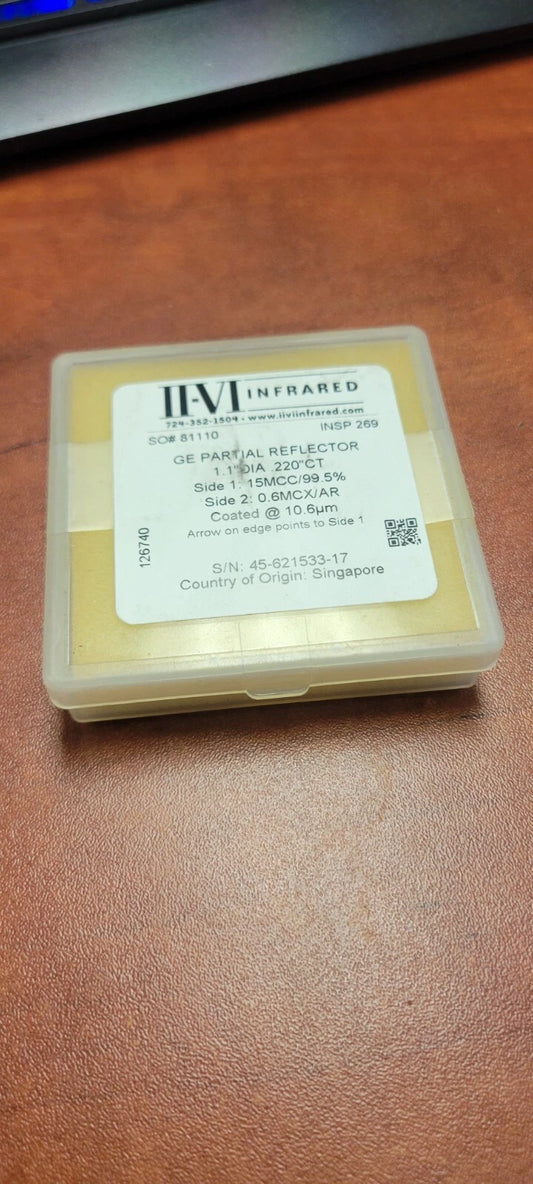 II-VI INFRARED
724-352-1504 • www.iiviinfrared.com
SO# 81110 INSP 269
GE PARTIAL REFLECTOR
1.1"DIA .220"CT
Side 1: 15MCC/99.5%
Side 2: 0.6MCX/AR
Coated @ 10.6µm
Arrow on edge points to Side 1
126740
S/N: 45-621533-17
Country of Origin: Singapore